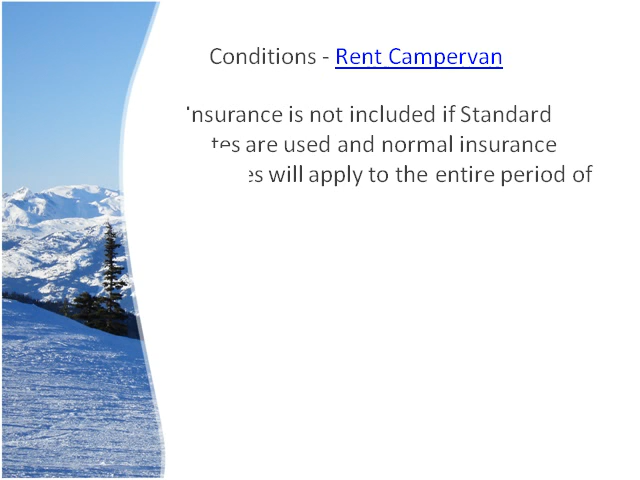 Conditions - Rent Campervan
Insurance is not included if Standard
are used and normal insurance
will apply to the entire period of